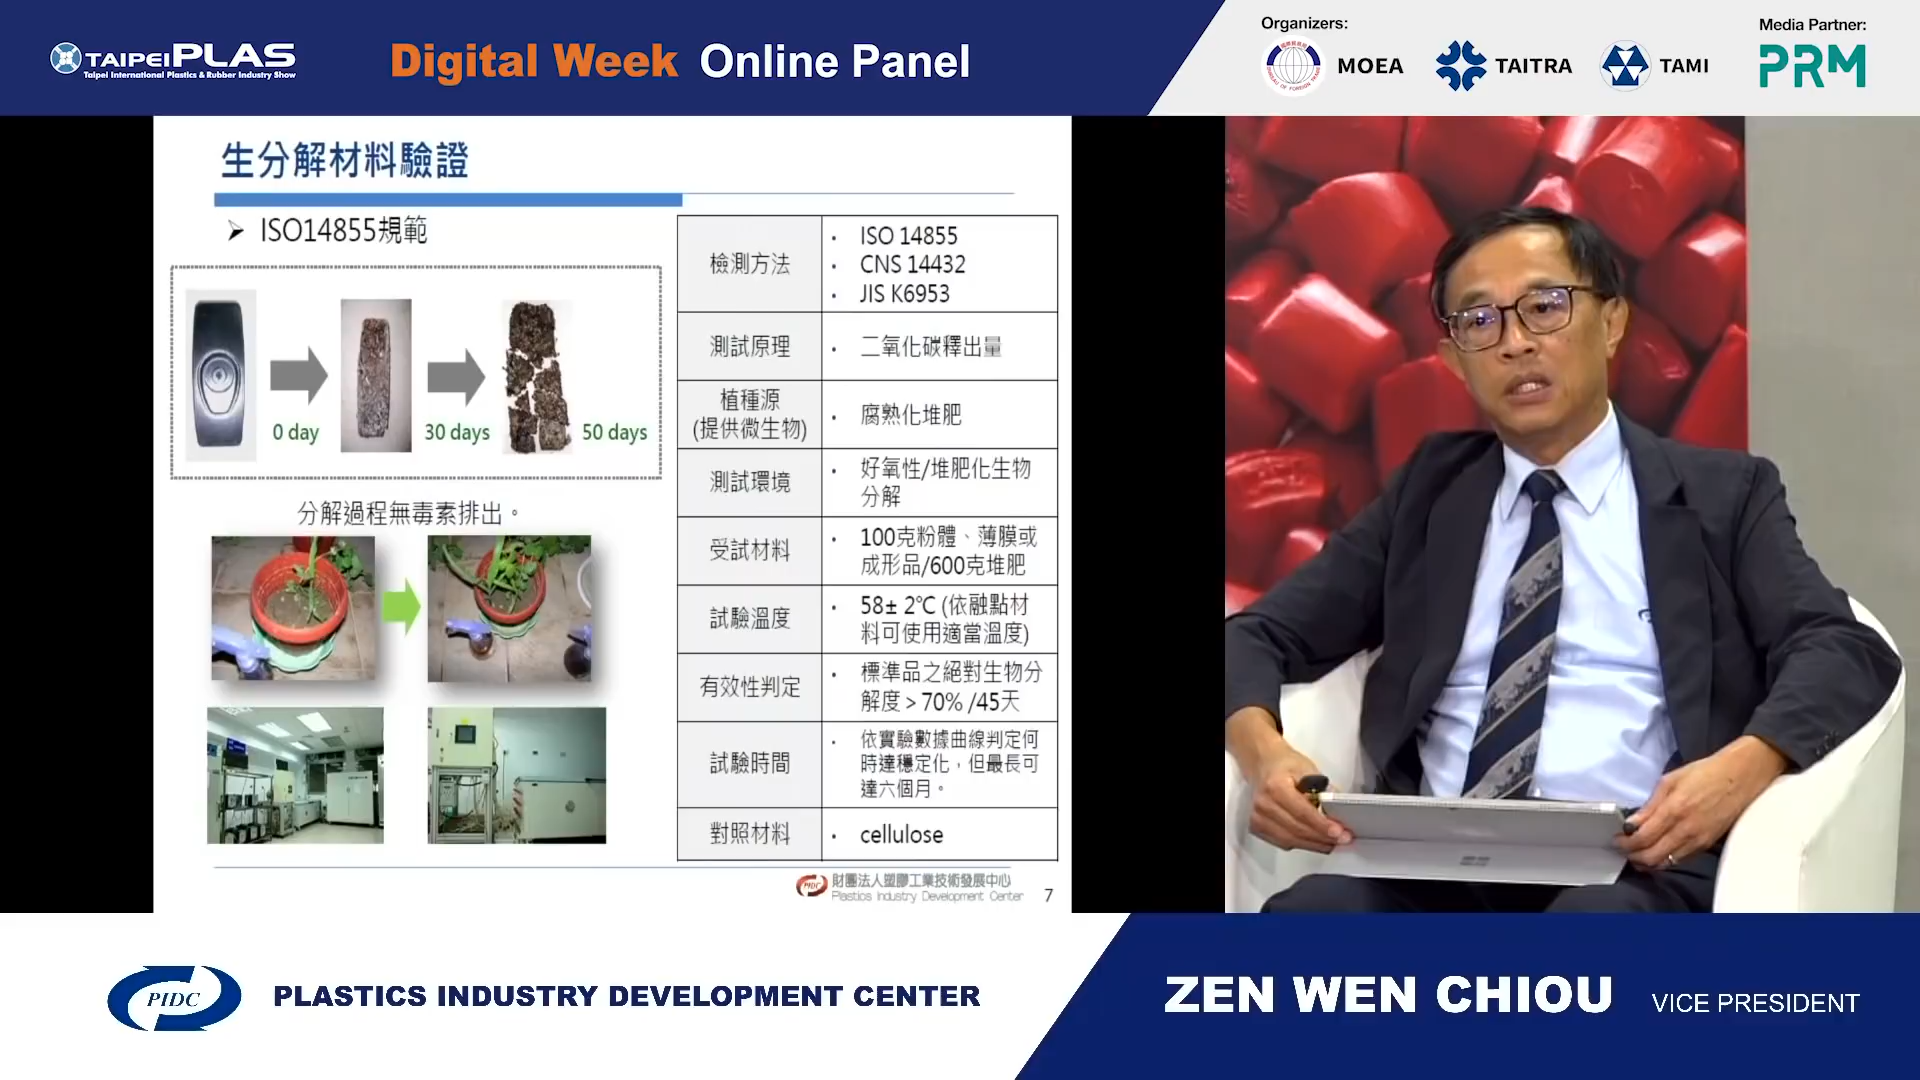 TAIPEIPLAS
Taipei International Plastics & Rubber Industry Show
Digital Week Online Panel
Organizers:
MOEA
TAITRA
TAMI
Media Partner:
PRM
生分解材料驗證
ISO14855規範
0 day
30 days
50 days
分解過程無毒素排出。
檢測方法
ISO 14855
CNS 14432
JIS K6953
測試原理
二氧化碳釋出量
植種源
(提供微生物)
腐熟化堆肥
測試環境
好氧性/堆肥化生物
分解
受試材料
100克粉體、薄膜或
成形品/600克堆肥
試驗溫度
58± 2℃ (依融點材
料可使用適當溫度)
有效性判定
標準品之絕對生物分
解度＞70% /45天
試驗時間
依實驗數據曲線判定何
時達穩定化，但最長可
達六個月。
對照材料
cellulose
PIDC
財團法人塑膠工業技術發展中心
Plastics Industry Development Center
7
PIDC
PLASTICS INDUSTRY DEVELOPMENT CENTER
ZEN WEN CHIOU
VICE PRESIDENT